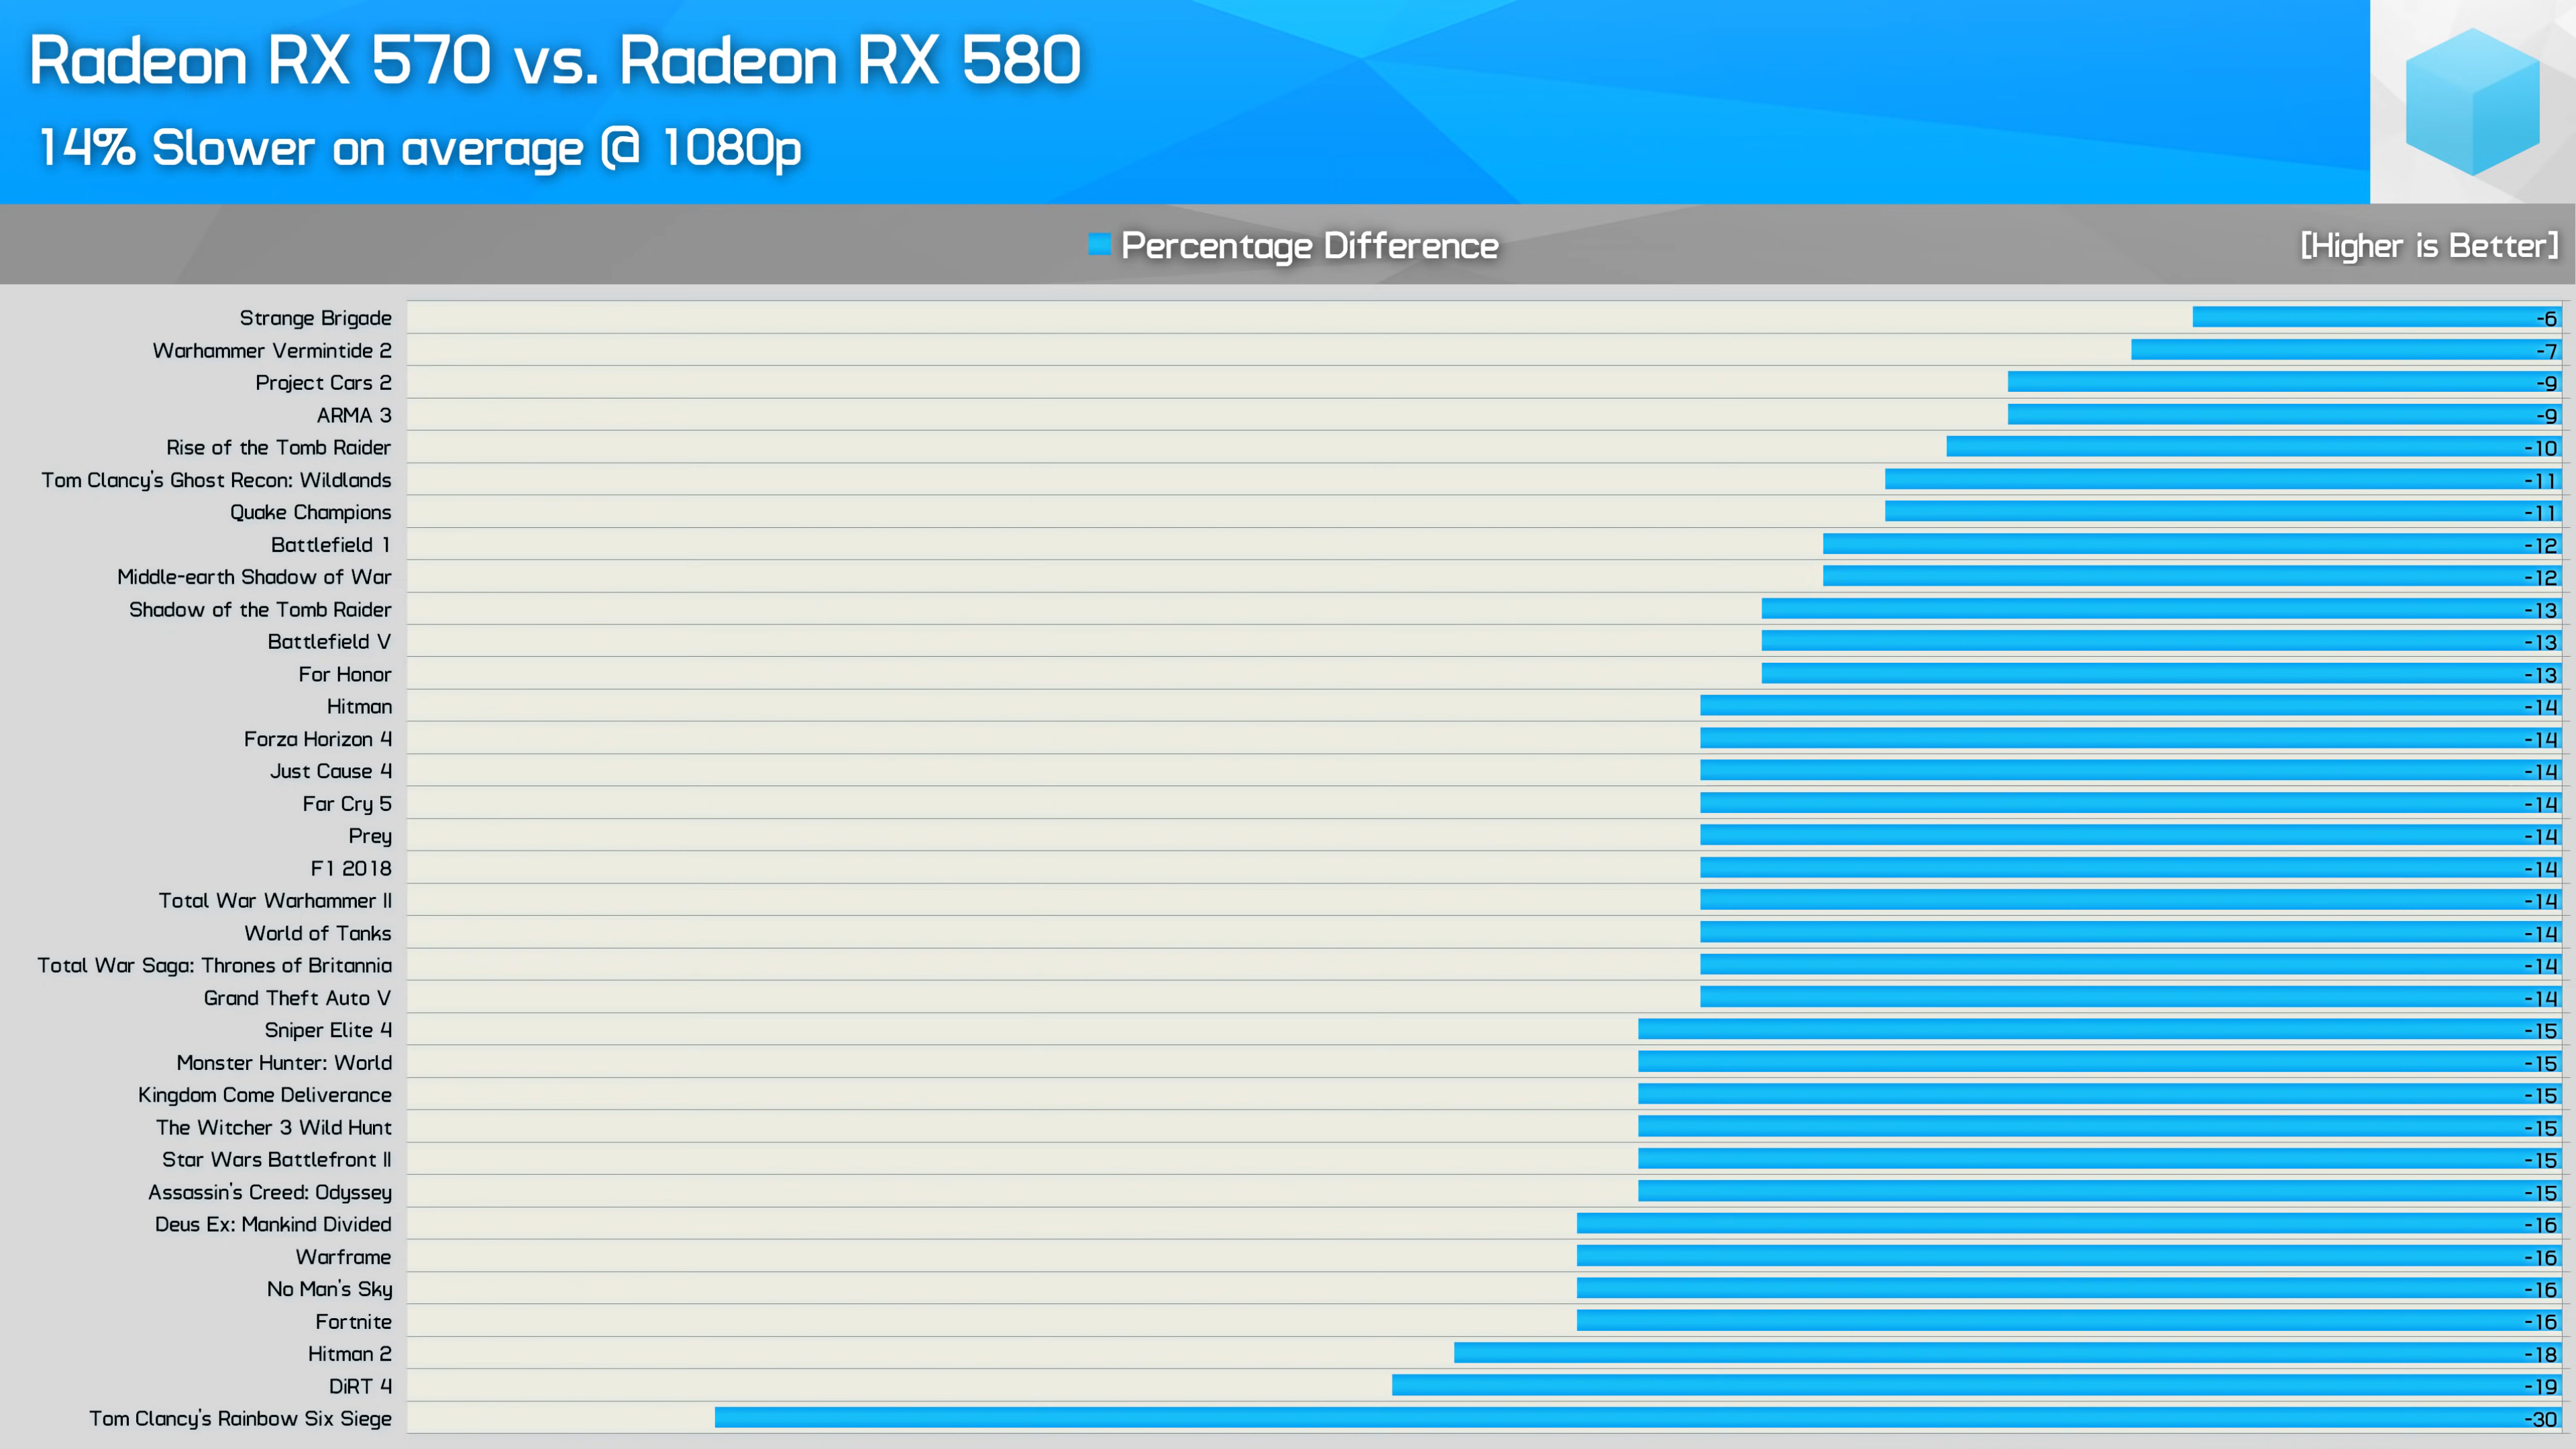 Radeon RX 570 vs. Radeon RX 580
14% Slower on average @ 1080p
Percentage Difference [Higher is Better]
Strange Brigade -6
Warhammer Vermintide 2 -7
Project Cars 2 -9
ARMA 3 -9
Rise of the Tomb Raider -10
Tom Clancy's Ghost Recon: Wildlands -11
Quake Champions -11
Battlefield 1 -12
Middle-earth Shadow of War -12
Shadow of the Tomb Raider -13
Battlefield V -13
For Honor -13
Hitman -14
Forza Horizon 4 -14
Just Cause 4 -14
Far Cry 5 -14
Prey -14
F1 2018 -14
Total War Warhammer II -14
World of Tanks -14
Total War Saga: Thrones of Britannia -14
Grand Theft Auto V -14
Sniper Elite 4 -15
Monster Hunter: World -15
Kingdom Come Deliverance -15
The Witcher 3 Wild Hunt -15
Star Wars Battlefront II -15
Assassin's Creed: Odyssey -15
Deus Ex: Mankind Divided -16
Warframe -16
No Man's Sky -16
Fortnite -16
Hitman 2 -18
DiRT 4 -19
Tom Clancy's Rainbow Six Siege -30